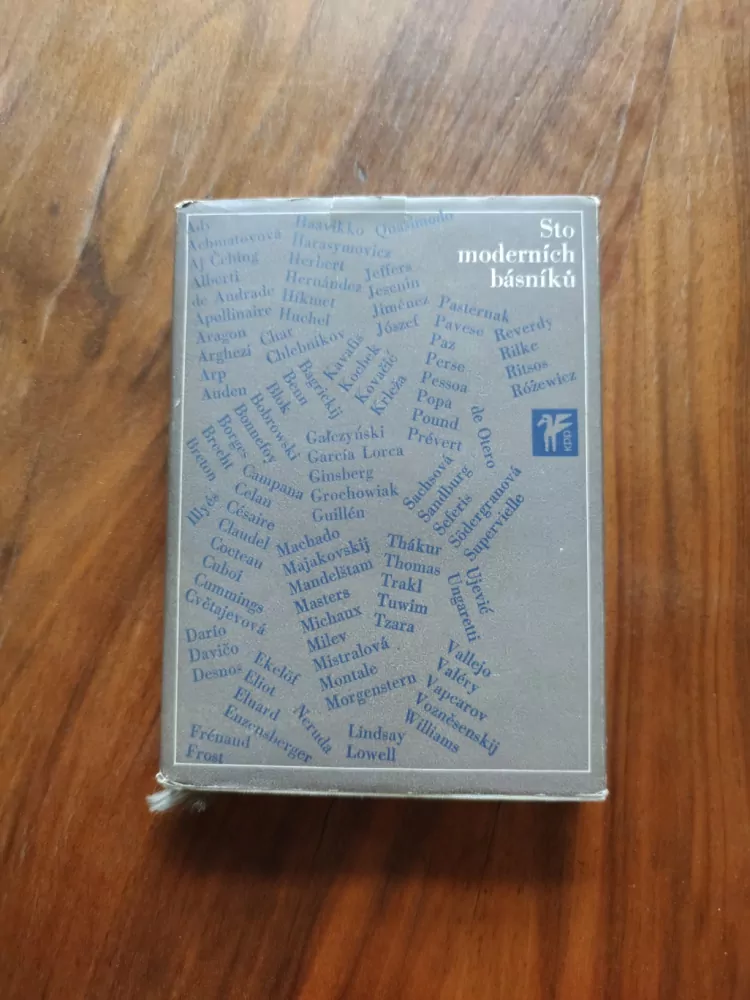 Sto
moderních
básníků
KPP
Ady
Achmatovová
Aj Čching
Alberti
de Andrade
Apollinaire
Aragon
Arghezi
Arp
Auden
Haavikko
Harasymovicz
Herbert
Hernández
Hikmet
Huchel
Char
Chlebnikov
Quasimodo
Jeffers
Jesenin
Jiménez
József
Kavafis
Kochek
Kovačić
Krleža
Pasternak
Pavese
Paz
Perse
Pessoa
Popa
Pound
Prévert
Reverdy
Rilke
Ritsos
Różewicz
Bagrickij
Benn
Blok
Bobrowski
Bonnefoy
Borges
Brecht
Breton
Gałczyński
García Lorca
Ginsberg
Grochowiak
Guillén
de Otero
Sachsová
Sandburg
Seferis
Södergranová
Supervielle
Illyés
Campana
Celan
Césaire
Claudel
Cocteau
Cuboi
Cummings
Cvětajevová
Machado
Majakovskij
Mandelštam
Masters
Michaux
Milev
Mistralová
Montale
Morgenstern
Thákur
Thomas
Trakl
Tuwim
Tzara
Ujević
Ungaretti
Darío
Davičo
Desnos
Ekelöf
Eliot
Eluard
Enzensberger
Neruda
Vallejo
Valéry
Vapcarov
Vozněsenskij
Williams
Frénaud
Frost
Lindsay
Lowell